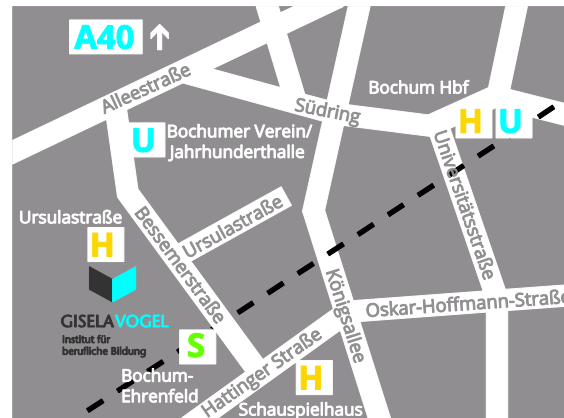 A40
Alleestraße
Südring
Bochum Hbf
H U
U
Bochumer Verein/
Jahrhunderthalle
Universitätsstraße
Ursulastraße
H
Bessemerstraße
Ursulastraße
GISELAVOGEL
Institut für
berufliche Bildung
Königsallee
Oskar-Hoffmann-Straße
S
Bochum-
Ehrenfeld
Hattinger Straße
H
Schauspielhaus